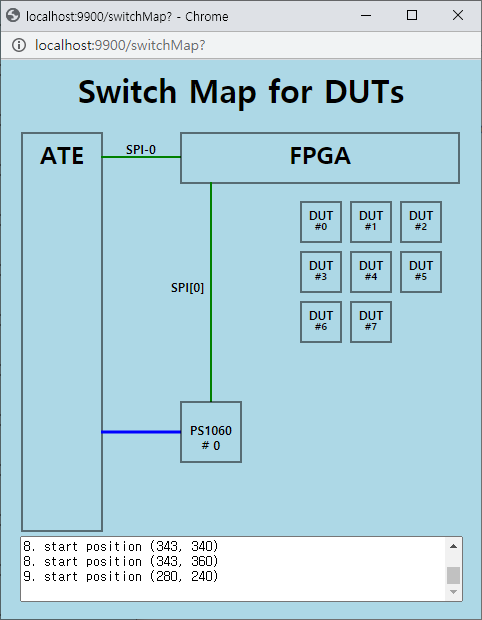 localhost:9900/switchMap? - Chrome
localhost:9900/switchMap?
Switch Map for DUTs
ATE
SPI-0
FPGA
DUT
#0
DUT
#1
DUT
#2
DUT
#3
DUT
#4
DUT
#5
DUT
#6
DUT
#7
SPI[0]
PS1060
# 0
8. start position (343, 340)
8. start position (343, 360)
9. start position (280, 240)